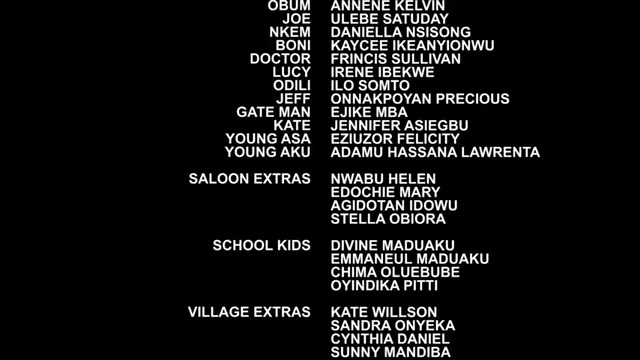 OBUM ANNENE KELVIN
JOE ULEBE SATUDAY
NKEM DANIELLA NSISONG
BONI KAYCEE IKEANYIONWU
DOCTOR FRINCIS SULLIVAN
LUCY IRENE IBEKWE
ODILI ILO SOMTO
JEFF ONNAKPOYAN PRECIOUS
GATE MAN EJIKE MBA
KATE JENNIFER ASIEGBU
YOUNG ASA EZIUZOR FELICITY
YOUNG AKU ADAMU HASSANA LAWRENTA
SALOON EXTRAS NWABU HELEN
EDOCHIE MARY
AGIDOTAN IDOWU
STELLA OBIORA
SCHOOL KIDS DIVINE MADUAKU
EMMANEUL MADUAKU
CHIMA OLUEBUBE
OYINDIKA PITTI
VILLAGE EXTRAS KATE WILLSON
SANDRA ONYEKA
CYNTHIA DANIEL
SUNNY MANDIBA